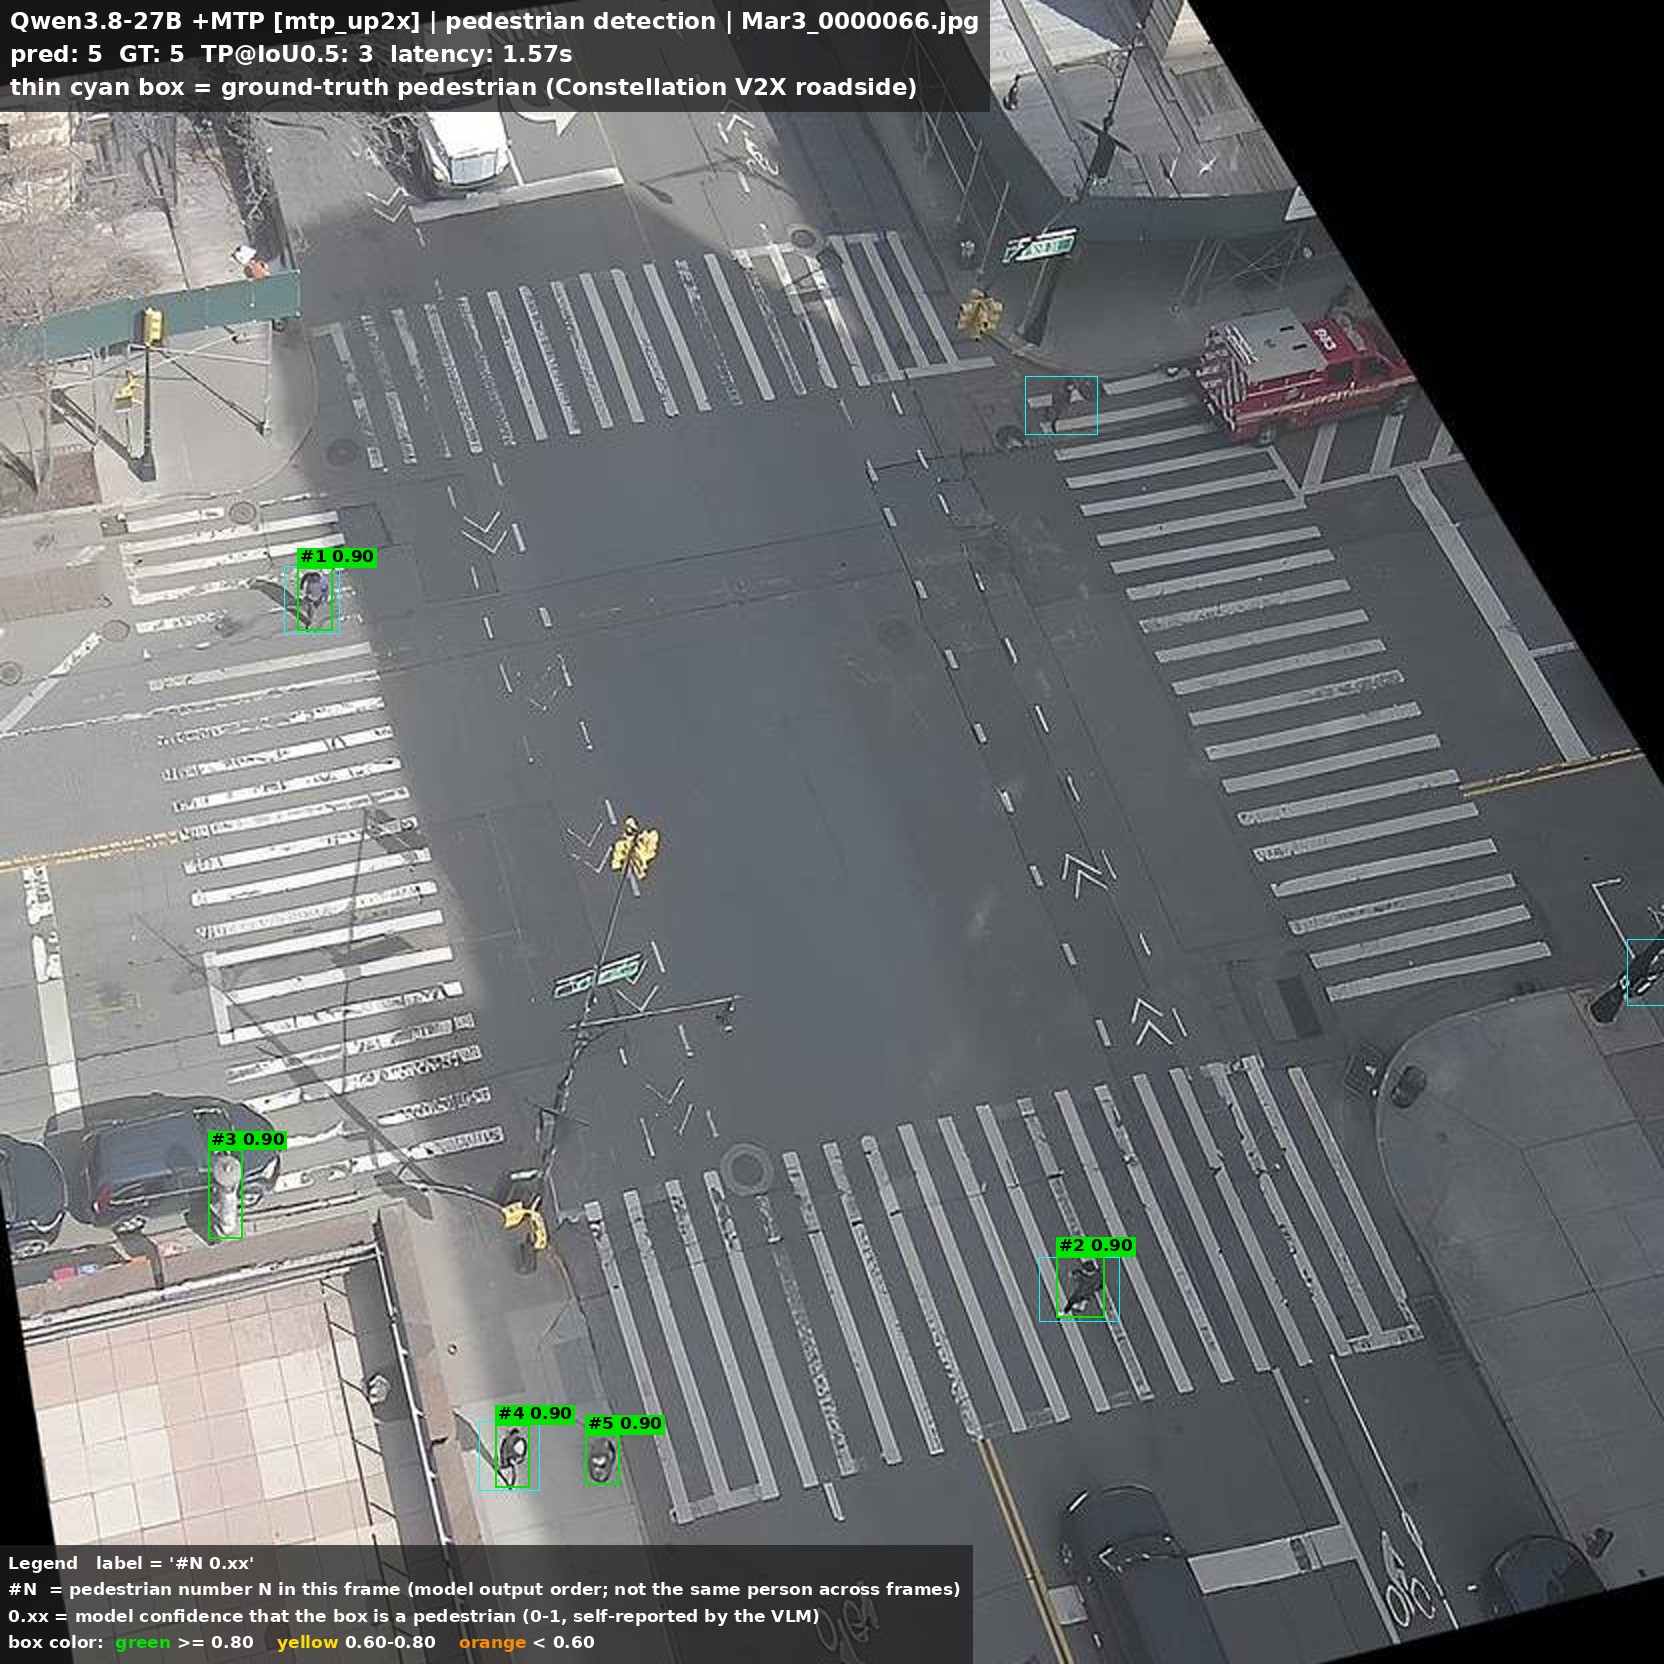 Qwen3.8-27B +MTP [mtp_up2x] | pedestrian detection | Mar3_0000066.jpg
pred: 5  GT: 5  TP@IoU0.5: 3  latency: 1.57s
thin cyan box = ground-truth pedestrian (Constellation V2X roadside)
#1 0.90
#3 0.90
#2 0.90
#4 0.90
#5 0.90
Legend   label = '#N 0.xx'
#N  = pedestrian number N in this frame (model output order; not the same person across frames)
0.xx = model confidence that the box is a pedestrian (0-1, self-reported by the VLM)
box color:  green >= 0.80    yellow 0.60-0.80    orange < 0.60